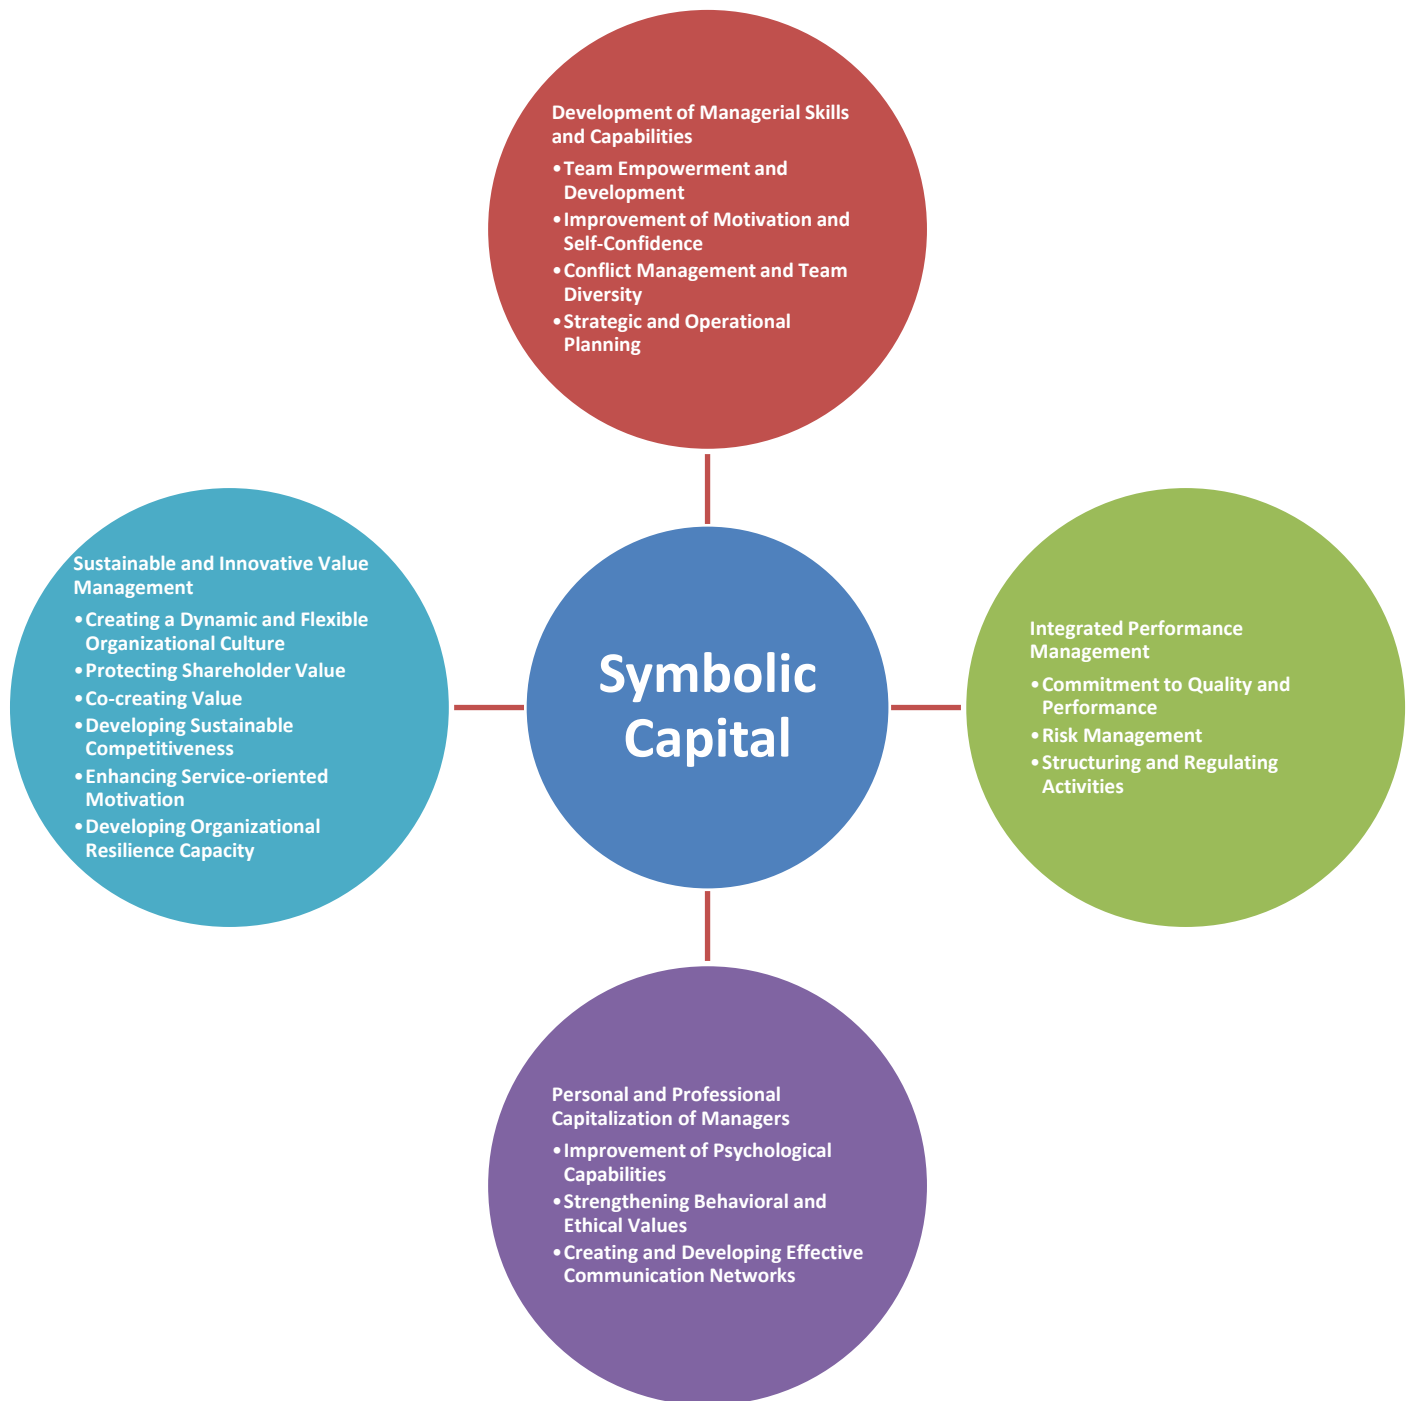 Development of Managerial Skills
and Capabilities
•Team Empowerment and
Development
•Improvement of Motivation and
Self-Confidence
•Conflict Management and Team
Diversity
•Strategic and Operational
Planning
Sustainable and Innovative Value
Management
•Creating a Dynamic and Flexible
Organizational Culture
•Protecting Shareholder Value
•Co-creating Value
•Developing Sustainable
Competitiveness
•Enhancing Service-oriented
Motivation
•Developing Organizational
Resilience Capacity
Symbolic
Capital
Integrated Performance
Management
•Commitment to Quality and
Performance
•Risk Management
•Structuring and Regulating
Activities
Personal and Professional
Capitalization of Managers
•Improvement of Psychological
Capabilities
•Strengthening Behavioral and
Ethical Values
•Creating and Developing Effective
Communication Networks